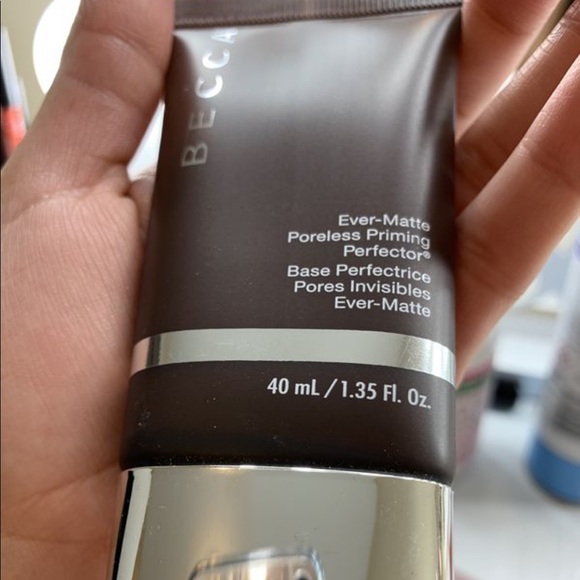 BECCA
Ever-Matte
Poreless Priming
Perfector®
Base Perfectrice
Pores Invisibles
Ever-Matte
40 mL / 1.35 Fl. Oz.